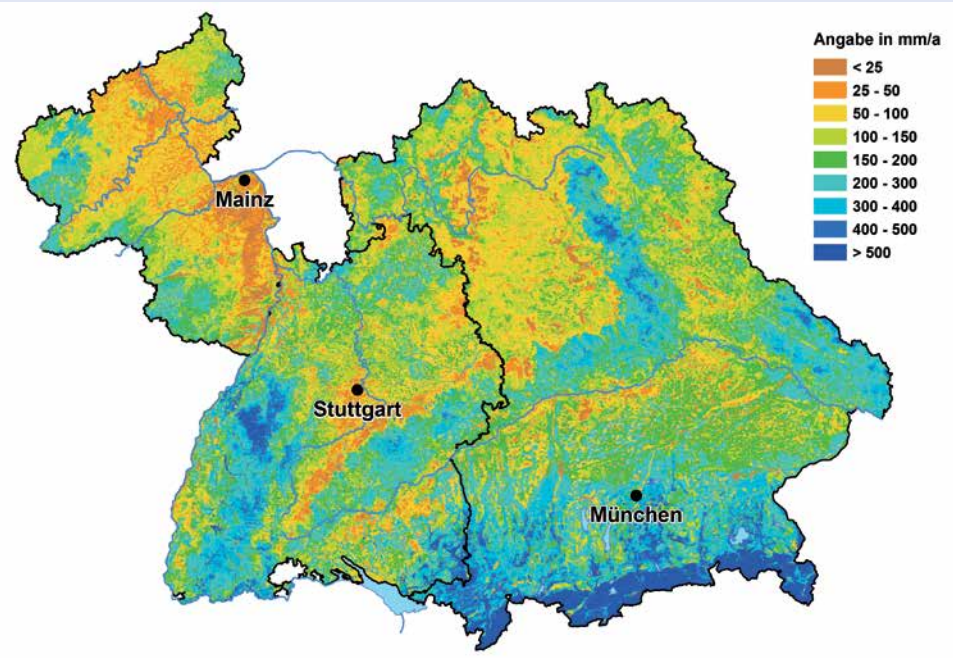 Angabe in mm/a
< 25
25 - 50
50 - 100
100 - 150
150 - 200
200 - 300
300 - 400
400 - 500
> 500
Mainz
Stuttgart
München